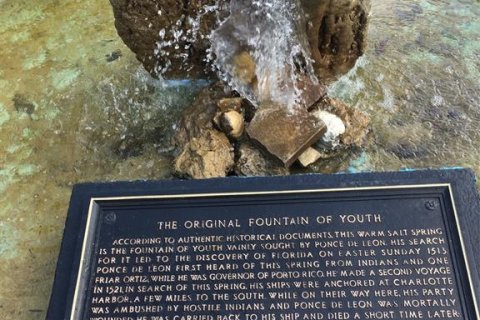 THE ORIGINAL FOUNTAIN OF YOUTH
ACCORDING TO AUTHENTIC HISTORICAL DOCUMENTS, THIS WARM SALT SPRING
IS THE FOUNTAIN OF YOUTH VAINLY SOUGHT BY PONCE DE LEON. HIS SEARCH
FOR IT LED TO THE DISCOVERY OF FLORIDA ON EASTER SUNDAY 1513.
PONCE DE LEON FIRST HEARD OF THIS SPRING FROM INDIANS AND ONE
FRIAR ORTIZ, WHILE HE WAS GOVERNOR OF PORTO RICO. HE MADE A SECOND VOYAGE
IN 1521, IN SEARCH OF THIS SPRING. HIS SHIPS WERE ANCHORED AT CHARLOTTE
HARBOR, A FEW MILES TO THE SOUTH. WHILE ON THEIR WAY HERE, HIS PARTY
WAS AMBUSHED BY HOSTILE INDIANS AND PONCE DE LEON WAS MORTALLY
WOUNDED. HE WAS CARRIED BACK TO HIS SHIP AND DIED A SHORT TIME LATER